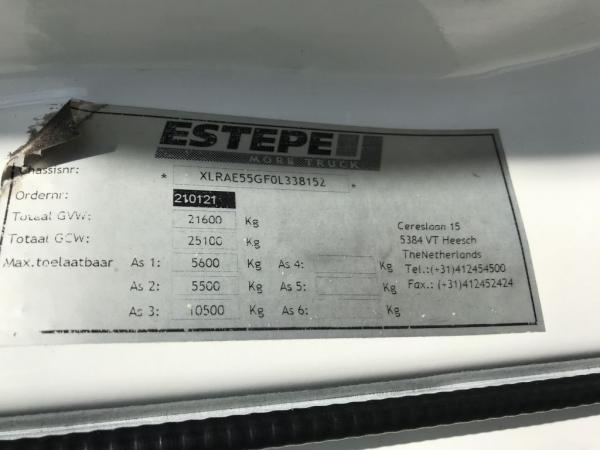 ESTEPE
MORE TRUCK
Chassisnr: * XLRAE55GF0L338152 *
Ordernr: 210121
Totaal GVW: 21600 Kg
Totaal GCW: 25100 Kg
Max.toelaatbaar As 1: 5600 Kg As 4: Kg
As 2: 5500 Kg As 5: Kg
As 3: 10500 Kg As 6: Kg
Cereslaan 15
5384 VT Heesch
TheNetherlands
Tel.:(+31)412454500
Fax.: (+31)412452424